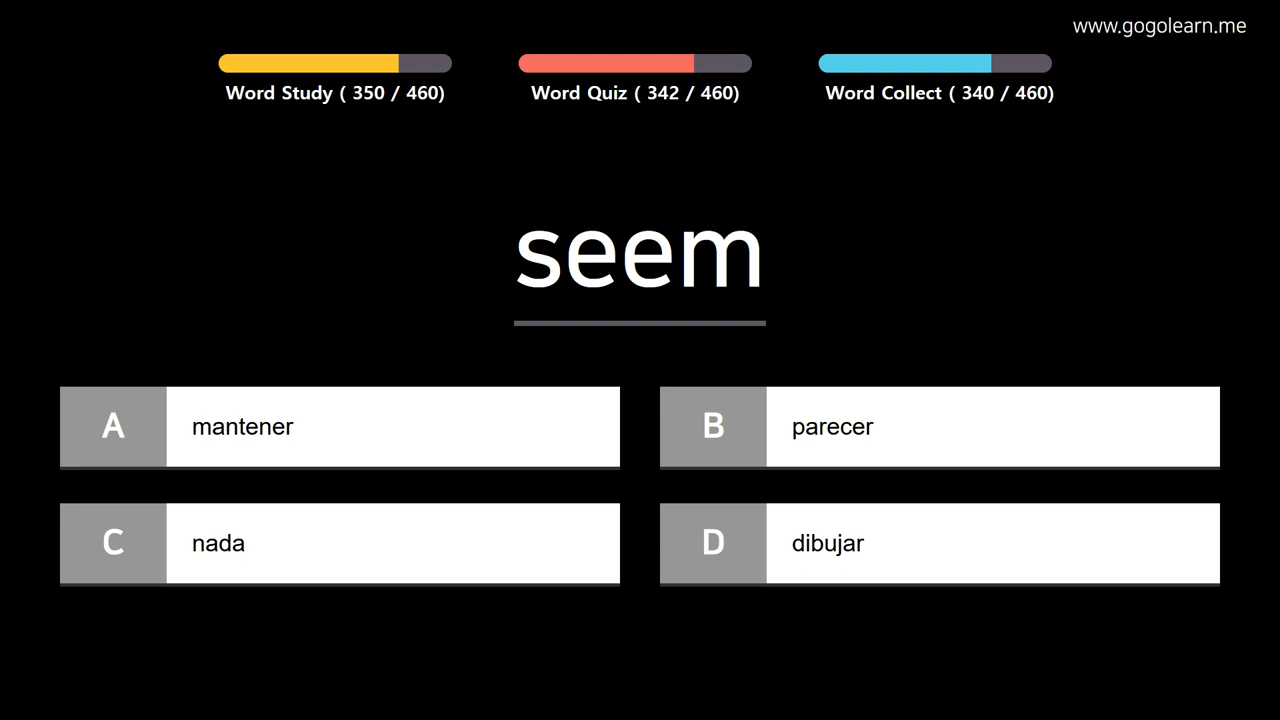 www.gogolearn.me
Word Study ( 350 / 460)
Word Quiz ( 342 / 460)
Word Collect ( 340 / 460)
seem
A mantener
B parecer
C nada
D dibujar